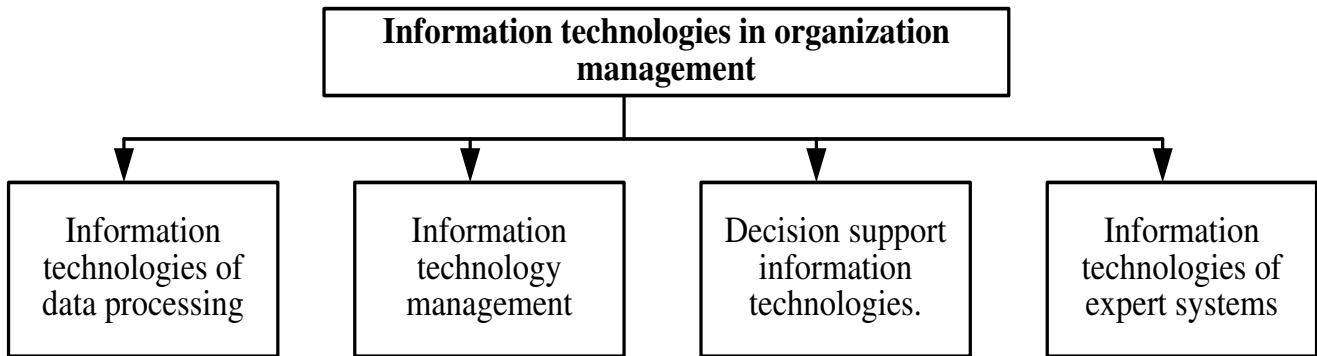 Information technologies in organization
management
Information
technologies of
data processing
Information
technology
management
Decision support
information
technologies.
Information
technologies of
expert systems